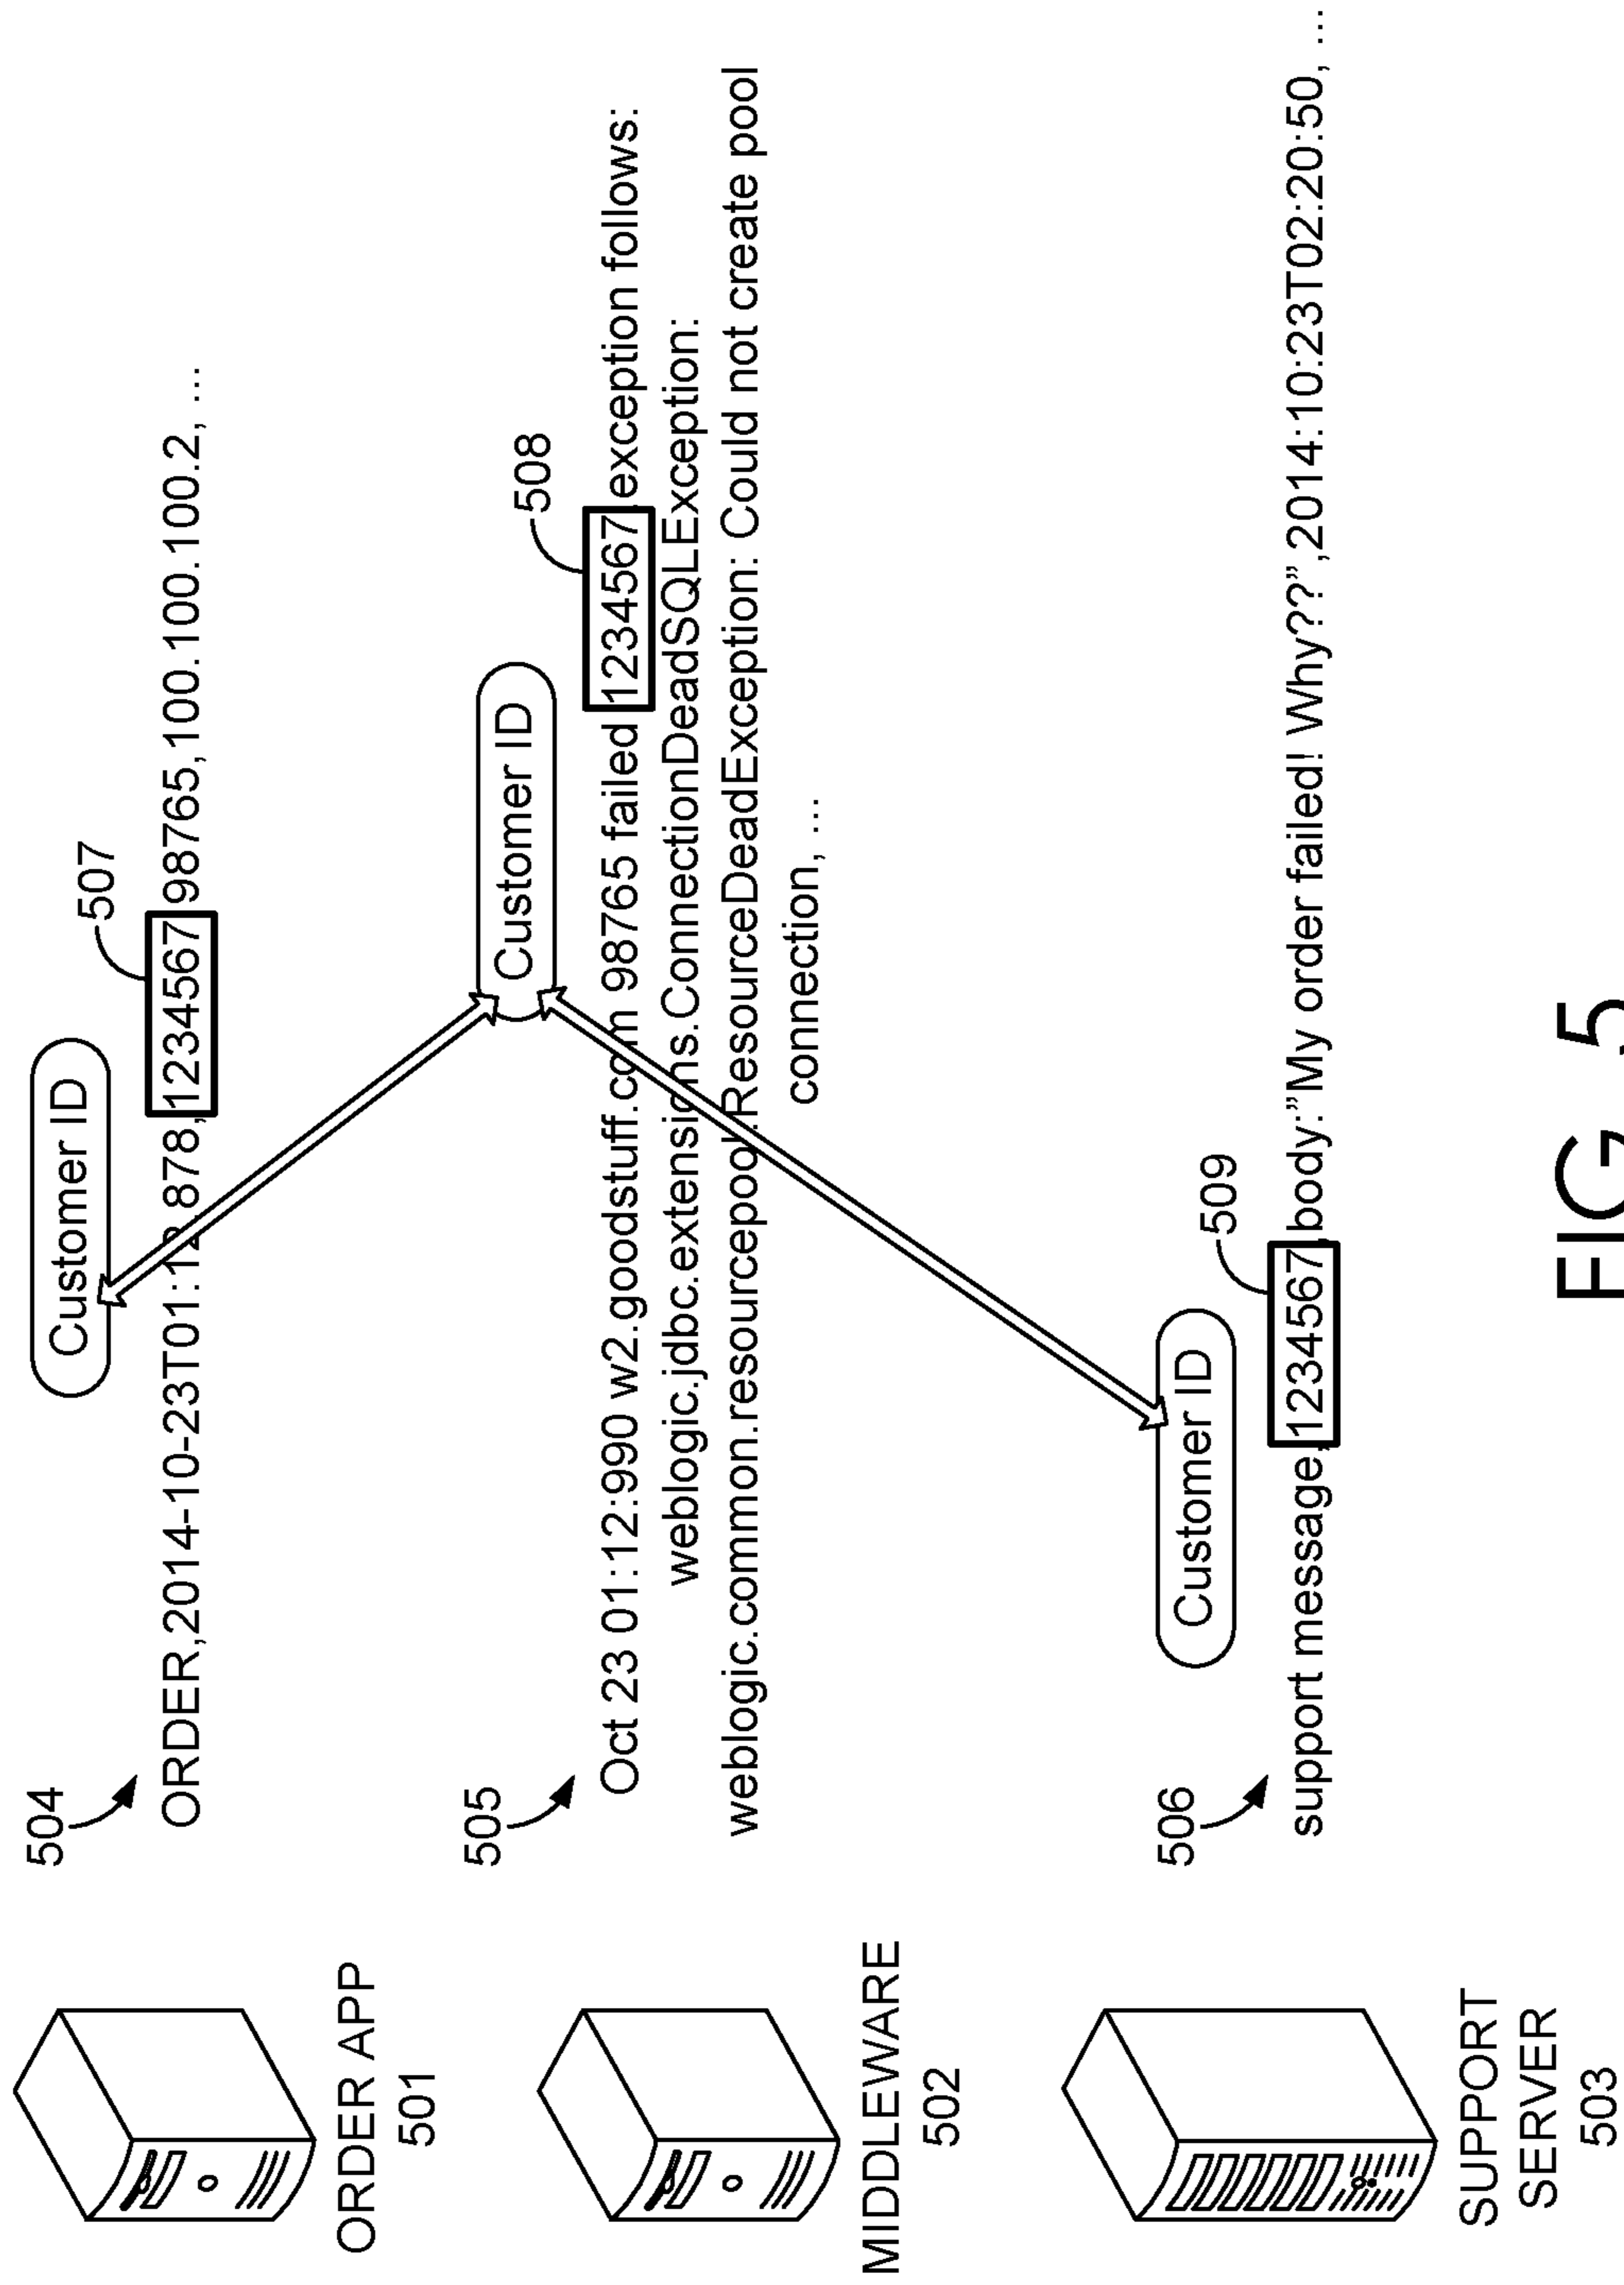 504
Customer ID
507
ORDER,2014-10-23T01:12.878,1234567,98765,100.100.100.2, …
ORDER APP
501
505
Customer ID
508
Oct 23 01:12:990 w2.goodstuff.com 98765 failed 1234567 exception follows:
weblogic.jdbc.extensions.ConnectionDeadSQLException:
weblogic.common.resourcepool.ResourceDeadException: Could not create pool
connection, …
MIDDLEWARE
502
506
Customer ID
509
support message,1234567,body:”My order failed! Why??”,2014:10:23T02:20:50, …
SUPPORT
SERVER
503
FIG. 5